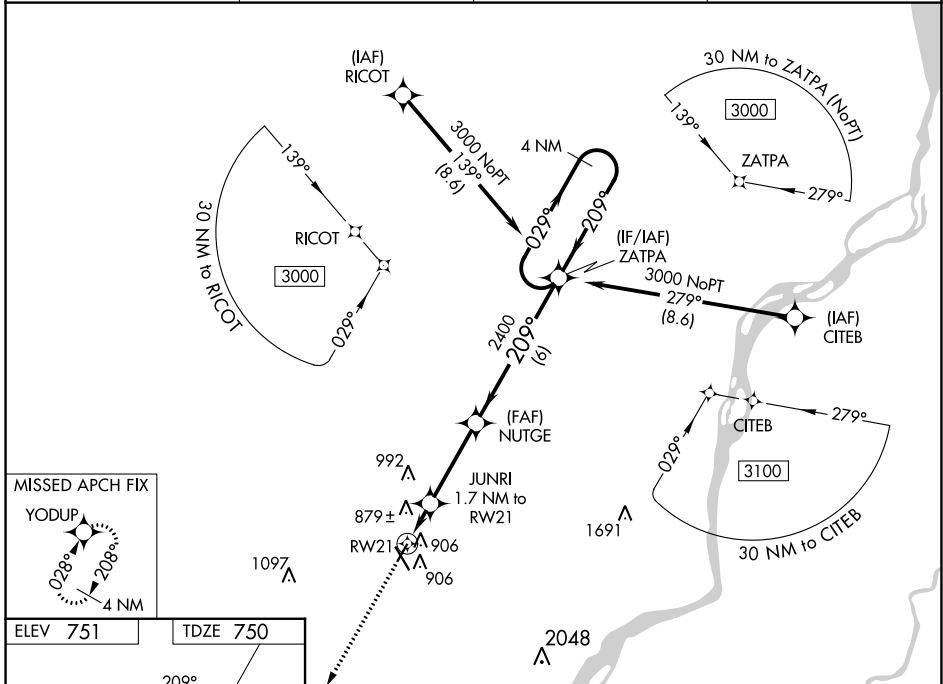 (IAF)
RICOT
3000 NoPT
139°
(8.6)
4 NM
029°
209°
(IF/IAF)
ZATPA
30 NM to ZATPA (NoPT)
3000
139°
ZATPA
279°
139°
RICOT
3000
029°
30 NM to RICOT
3000 NoPT
279°
(8.6)
(IAF)
CITEB
2400
209°
(6)
(FAF)
NUTGE
279°
CITEB
029°
3100
30 NM to CITEB
992
JUNRI
1.7 NM to
RW21
879 ±
RW21
906
906
1691
1097
2048
MISSED APCH FIX
YODUP
028°
208°
4 NM
ELEV 751
TDZE 750
209°